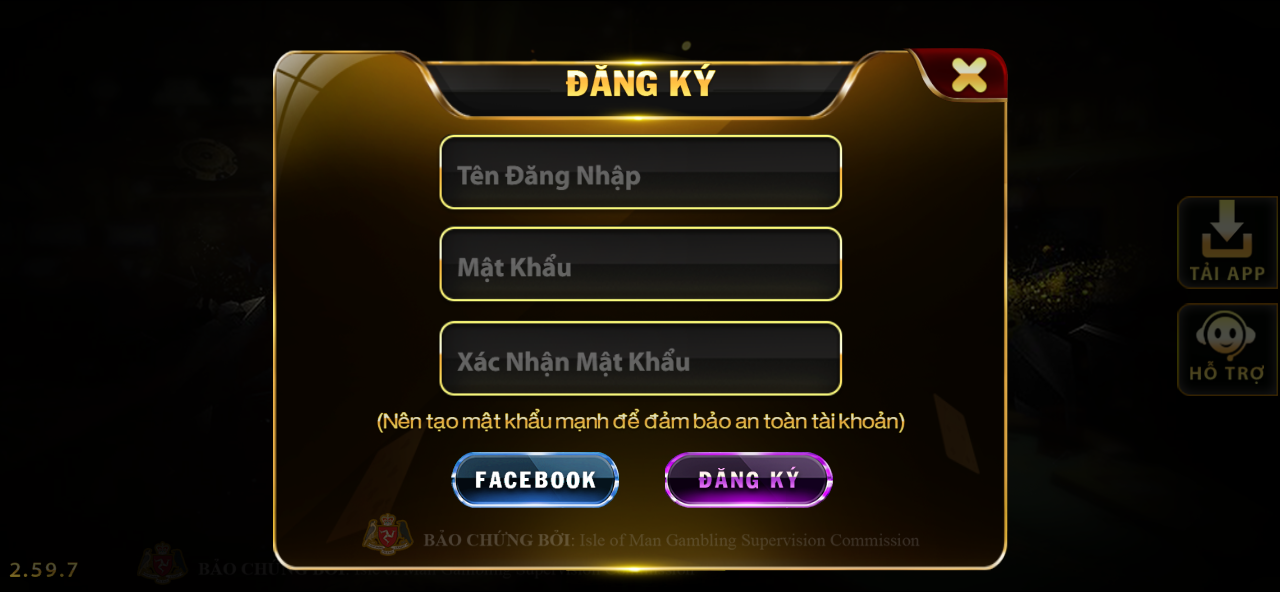 ĐĂNG KÝ
Tên Đăng Nhập
Mật Khẩu
Xác Nhận Mật Khẩu
(Nên tạo mật khẩu mạnh để đảm bảo an toàn tài khoản)
FACEBOOK
ĐĂNG KÝ
BẢO CHỨNG BỞI: Isle of Man Gambling Supervision Commission
TẢI APP
HỖ TRỢ
2.59.7